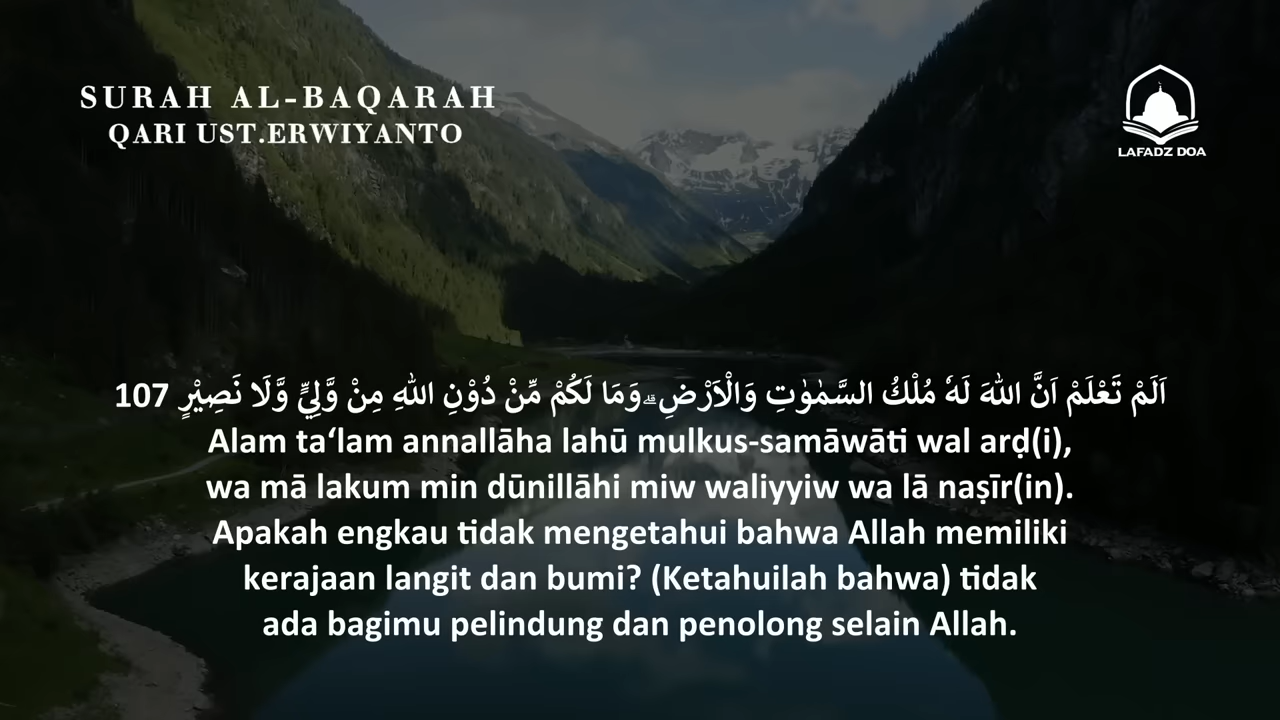 SURAH AL-BAQARAH
QARI UST.ERWIYANTO
LAFADZ DOA
اَلَمْ تَعْلَمْ اَنَّ اللّٰهَ لَهٗ مُلْكُ السَّمٰوٰتِ وَالْاَرْضِۗ وَمَا لَكُمْ مِّنْ دُوْنِ اللّٰهِ مِنْ وَّلِيٍّ وَّلَا نَصِيْرٍ 107
Alam ta‘lam annallāha lahū mulkus-samāwāti wal arḍ(i),
wa mā lakum min dūnillāhi miw waliyyiw wa lā naṣīr(in).
Apakah engkau tidak mengetahui bahwa Allah memiliki
kerajaan langit dan bumi? (Ketahuilah bahwa) tidak
ada bagimu pelindung dan penolong selain Allah.